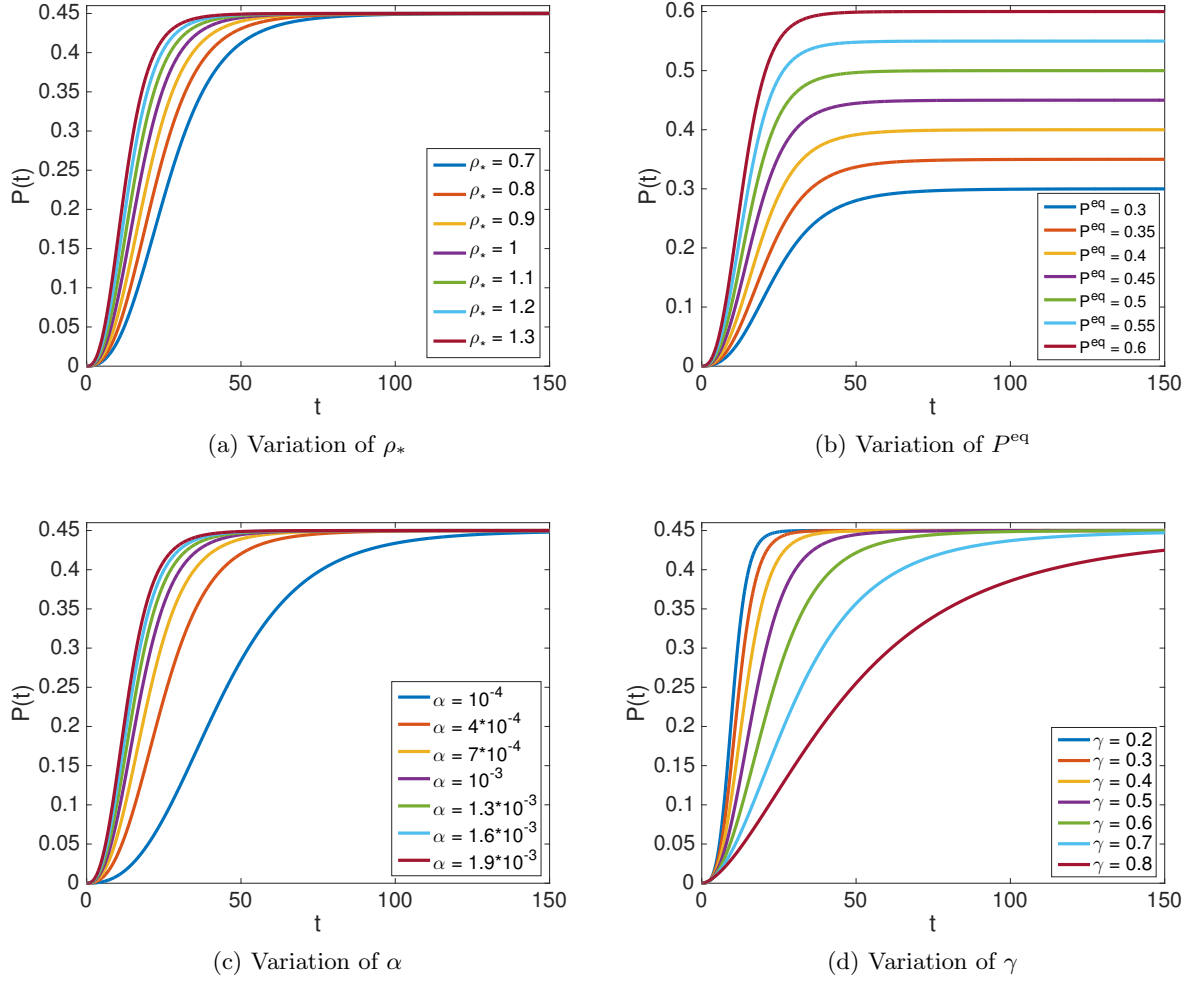 0.45
0.4
0.35
0.3
0.25
0.2
0.15
0.1
0.05
0
P(t)
0 50 100 150
t
ρ⋆ = 0.7
ρ⋆ = 0.8
ρ⋆ = 0.9
ρ⋆ = 1
ρ⋆ = 1.1
ρ⋆ = 1.2
ρ⋆ = 1.3
(a) Variation of ρ∗
0.6
0.5
0.4
0.3
0.2
0.1
0
P(t)
0 50 100 150
t
P^eq = 0.3
P^eq = 0.35
P^eq = 0.4
P^eq = 0.45
P^eq = 0.5
P^eq = 0.55
P^eq = 0.6
(b) Variation of P^eq
0.45
0.4
0.35
0.3
0.25
0.2
0.15
0.1
0.05
0
P(t)
0 50 100 150
t
α = 10^-4
α = 4*10^-4
α = 7*10^-4
α = 10^-3
α = 1.3*10^-3
α = 1.6*10^-3
α = 1.9*10^-3
(c) Variation of α
0.45
0.4
0.35
0.3
0.25
0.2
0.15
0.1
0.05
0
P(t)
0 50 100 150
t
γ = 0.2
γ = 0.3
γ = 0.4
γ = 0.5
γ = 0.6
γ = 0.7
γ = 0.8
(d) Variation of γ